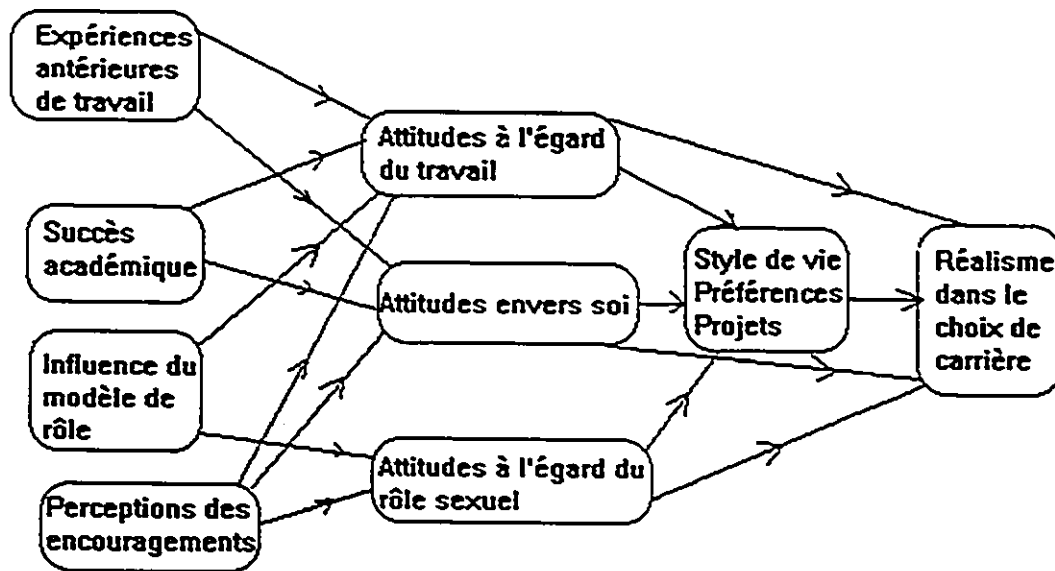 Expériences
antérieures
de travail
Succès
académique
Influence du
modèle de
rôle
Perceptions des
encouragements
Attitudes à l'égard
du travail
Attitudes envers soi
Attitudes à l'égard du
rôle sexuel
Style de vie
Préférences
Projets
Réalisme
dans le
choix de
carrière